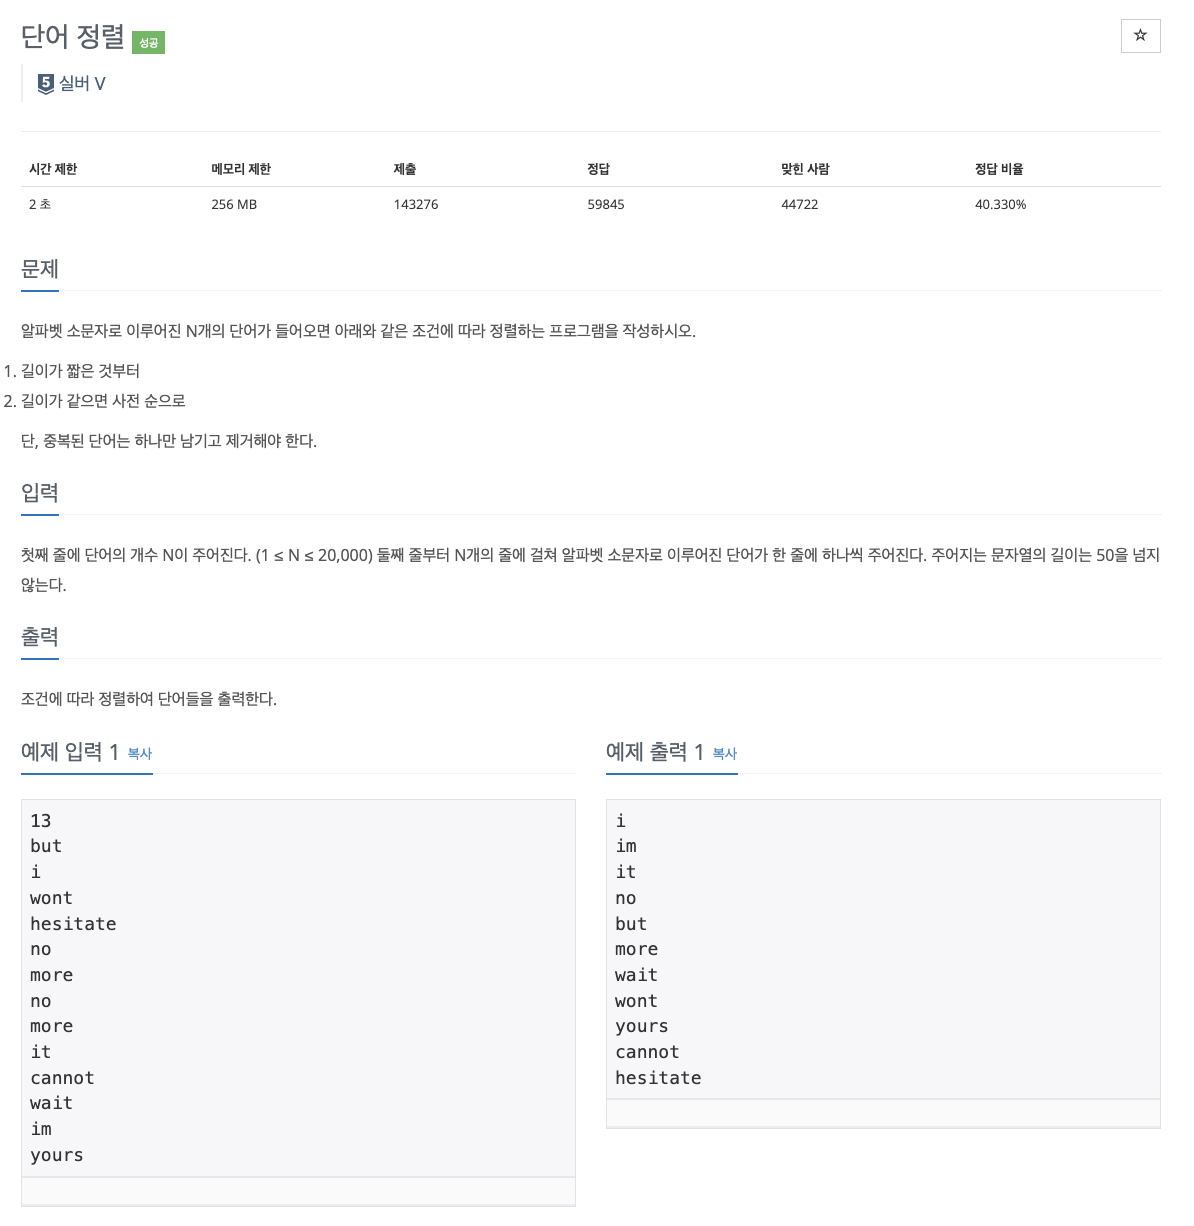 단어 정렬 성공
☆
5 실버 V
시간 제한 메모리 제한 제출 정답 맞힌 사람 정답 비율
2 초 256 MB 143276 59845 44722 40.330%
문제
알파벳 소문자로 이루어진 N개의 단어가 들어오면 아래와 같은 조건에 따라 정렬하는 프로그램을 작성하시오.
1. 길이가 짧은 것부터
2. 길이가 같으면 사전 순으로
단, 중복된 단어는 하나만 남기고 제거해야 한다.
입력
첫째 줄에 단어의 개수 N이 주어진다. (1 ≤ N ≤ 20,000) 둘째 줄부터 N개의 줄에 걸쳐 알파벳 소문자로 이루어진 단어가 한 줄에 하나씩 주어진다. 주어지는 문자열의 길이는 50을 넘지
않는다.
출력
조건에 따라 정렬하여 단어들을 출력한다.
예제 입력 1 복사
13
but
i
wont
hesitate
no
more
no
more
it
cannot
wait
im
yours
예제 출력 1 복사
i
im
it
no
but
more
wait
wont
yours
cannot
hesitate